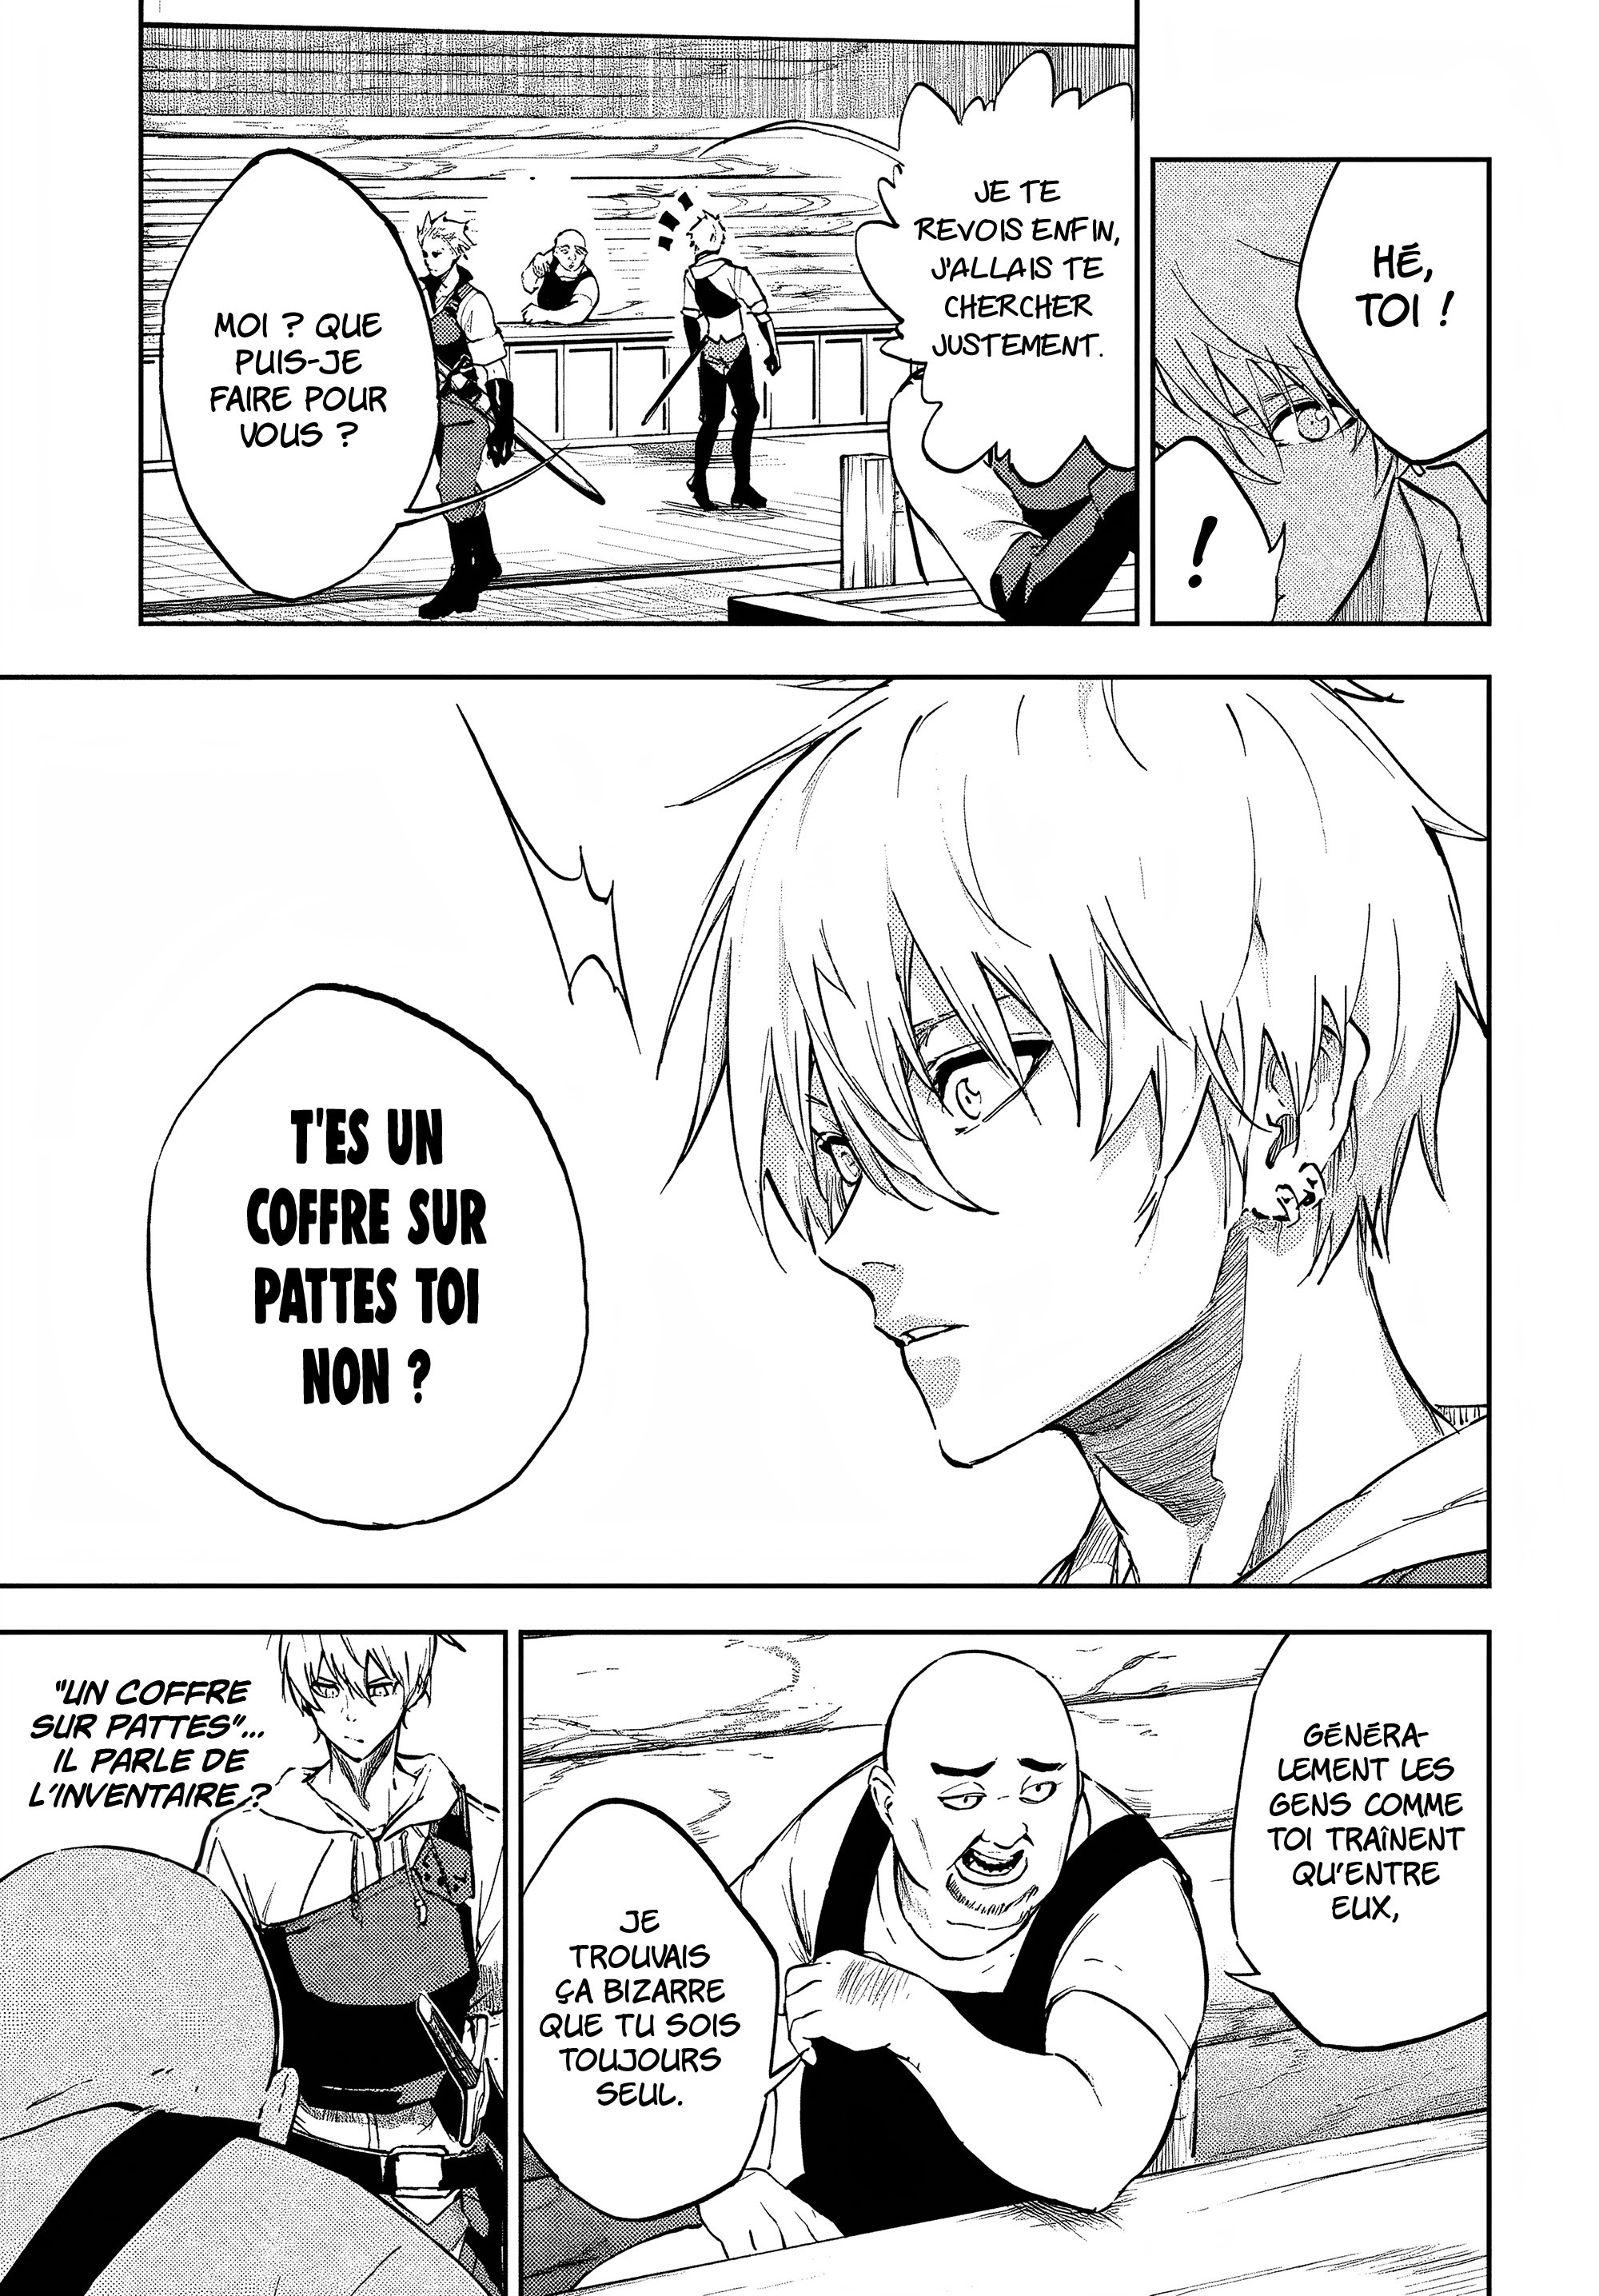 HÉ,
TOI !
!
JE TE
REVOIS ENFIN,
J'ALLAIS TE
CHERCHER
JUSTEMENT.
MOI ? QUE
PUIS-JE
FAIRE POUR
VOUS ?
T'ES UN
COFFRE SUR
PATTES TOI
NON ?
GÉNÉRA-
LEMENT LES
GENS COMME
TOI TRAÎNENT
QU'ENTRE
EUX,
JE
TROUVAIS
ÇA BIZARRE
QUE TU SOIS
TOUJOURS
SEUL.
"UN COFFRE
SUR PATTES"...
IL PARLE DE
L'INVENTAIRE ?